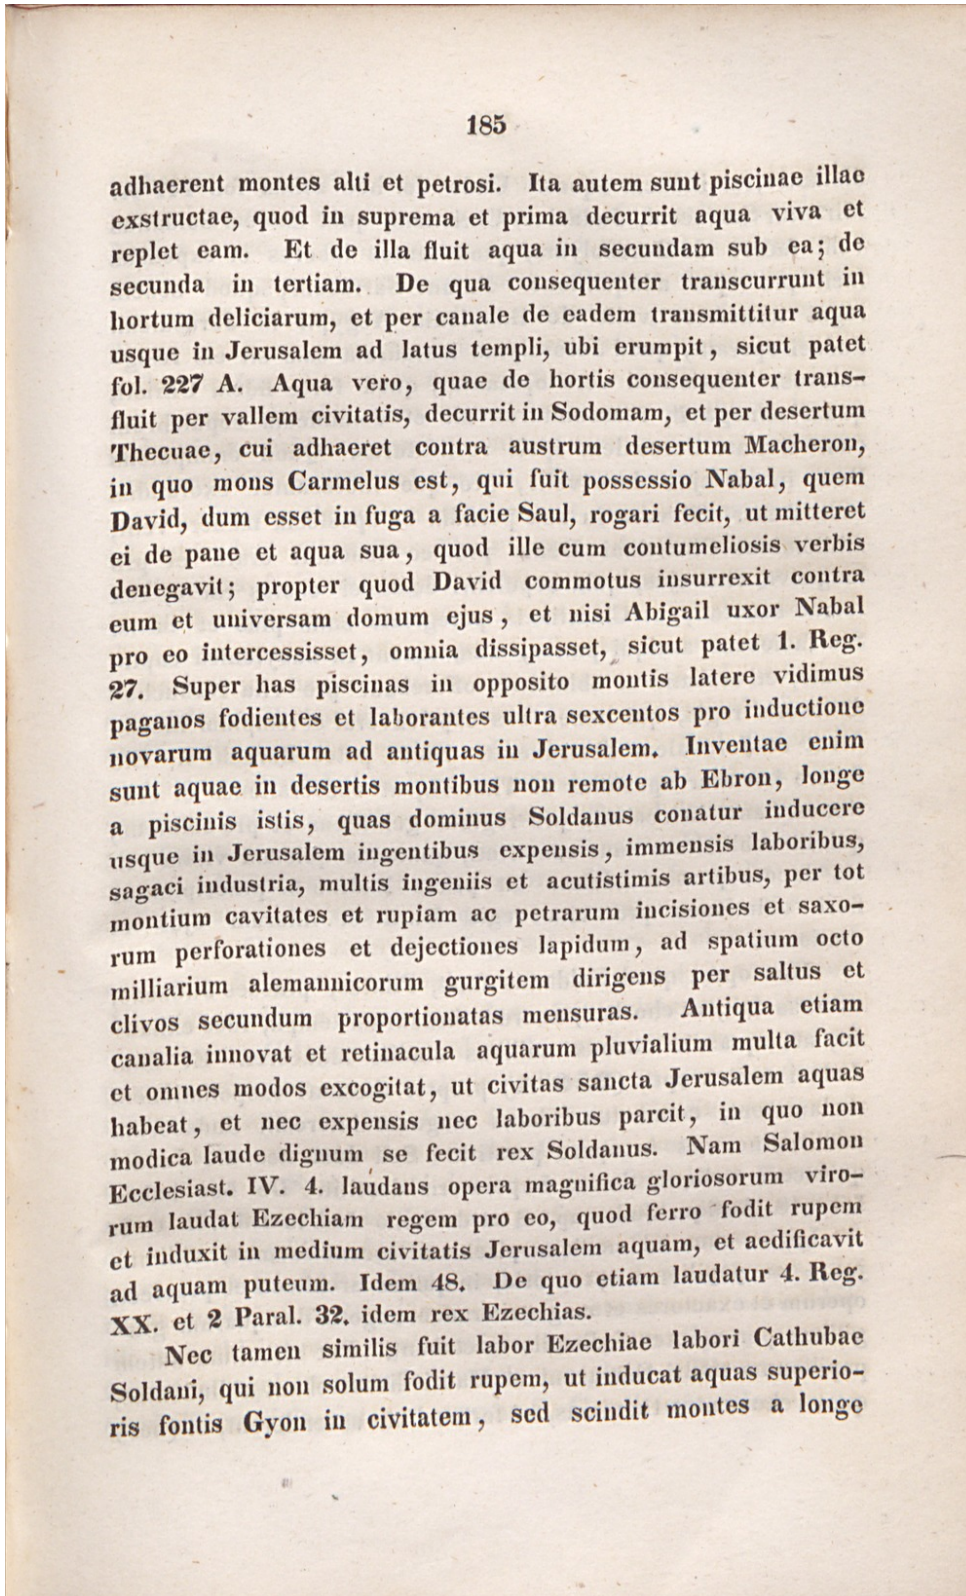 185
adhaerent montes alti et petrosi. Ita autem sunt piscinae illae
exstructae, quod in suprema et prima decurrit aqua viva et
replet eam. Et de illa fluit aqua in secundam sub ea; de
secunda in tertiam. De qua consequenter transcurrunt in
hortum deliciarum, et per canale de eadem transmittitur aqua
usque in Jerusalem ad latus templi, ubi erumpit, sicut patet
fol. 227 A. Aqua vero, quae de hortis consequenter trans-
fluit per vallem civitatis, decurrit in Sodomam, et per desertum
Thecuae, cui adhaeret contra austrum desertum Macheron,
in quo mons Carmelus est, qui fuit possessio Nabal, quem
David, dum esset in fuga a facie Saul, rogari fecit, ut mitteret
ei de pane et aqua sua, quod ille cum contumeliosis verbis
denegavit; propter quod David commotus insurrexit contra
eum et universam domum ejus, et nisi Abigail uxor Nabal
pro eo intercessisset, omnia dissipasset, sicut patet 1. Reg.
27. Super has piscinas in opposito montis latere vidimus
paganos fodientes et laborantes ultra sexcentos pro inductione
novarum aquarum ad antiquas in Jerusalem. Inventae enim
sunt aquae in desertis montibus non remote ab Ebron, longe
a piscinis istis, quas dominus Soldanus conatur inducere
usque in Jerusalem ingentibus expensis, immensis laboribus,
sagaci industria, multis ingeniis et acutistimis artibus, per tot
montium cavitates et rupiam ac petrarum incisiones et saxo-
rum perforationes et dejectiones lapidum, ad spatium octo
milliarium alemannicorum gurgitem dirigens per saltus et
clivos secundum proportionatas mensuras. Antiqua etiam
canalia innovat et retinacula aquarum pluvialium multa facit
et omnes modos excogitat, ut civitas sancta Jerusalem aquas
habeat, et nec expensis nec laboribus parcit, in quo non
modica laude dignum se fecit rex Soldanus. Nam Salomon
Ecclesiast. IV. 4. laudans opera magnifica gloriosorum viro-
rum laudat Ezechiam regem pro eo, quod ferro fodit rupem
et induxit in medium civitatis Jerusalem aquam, et aedificavit
ad aquam puteum. Idem 48. De quo etiam laudatur 4. Reg.
XX. et 2 Paral. 32. idem rex Ezechias.
Nec tamen similis fuit labor Ezechiae labori Cathubae
Soldani, qui non solum fodit rupem, ut inducat aquas superio-
ris fontis Gyon in civitatem, sed scindit montes a longe